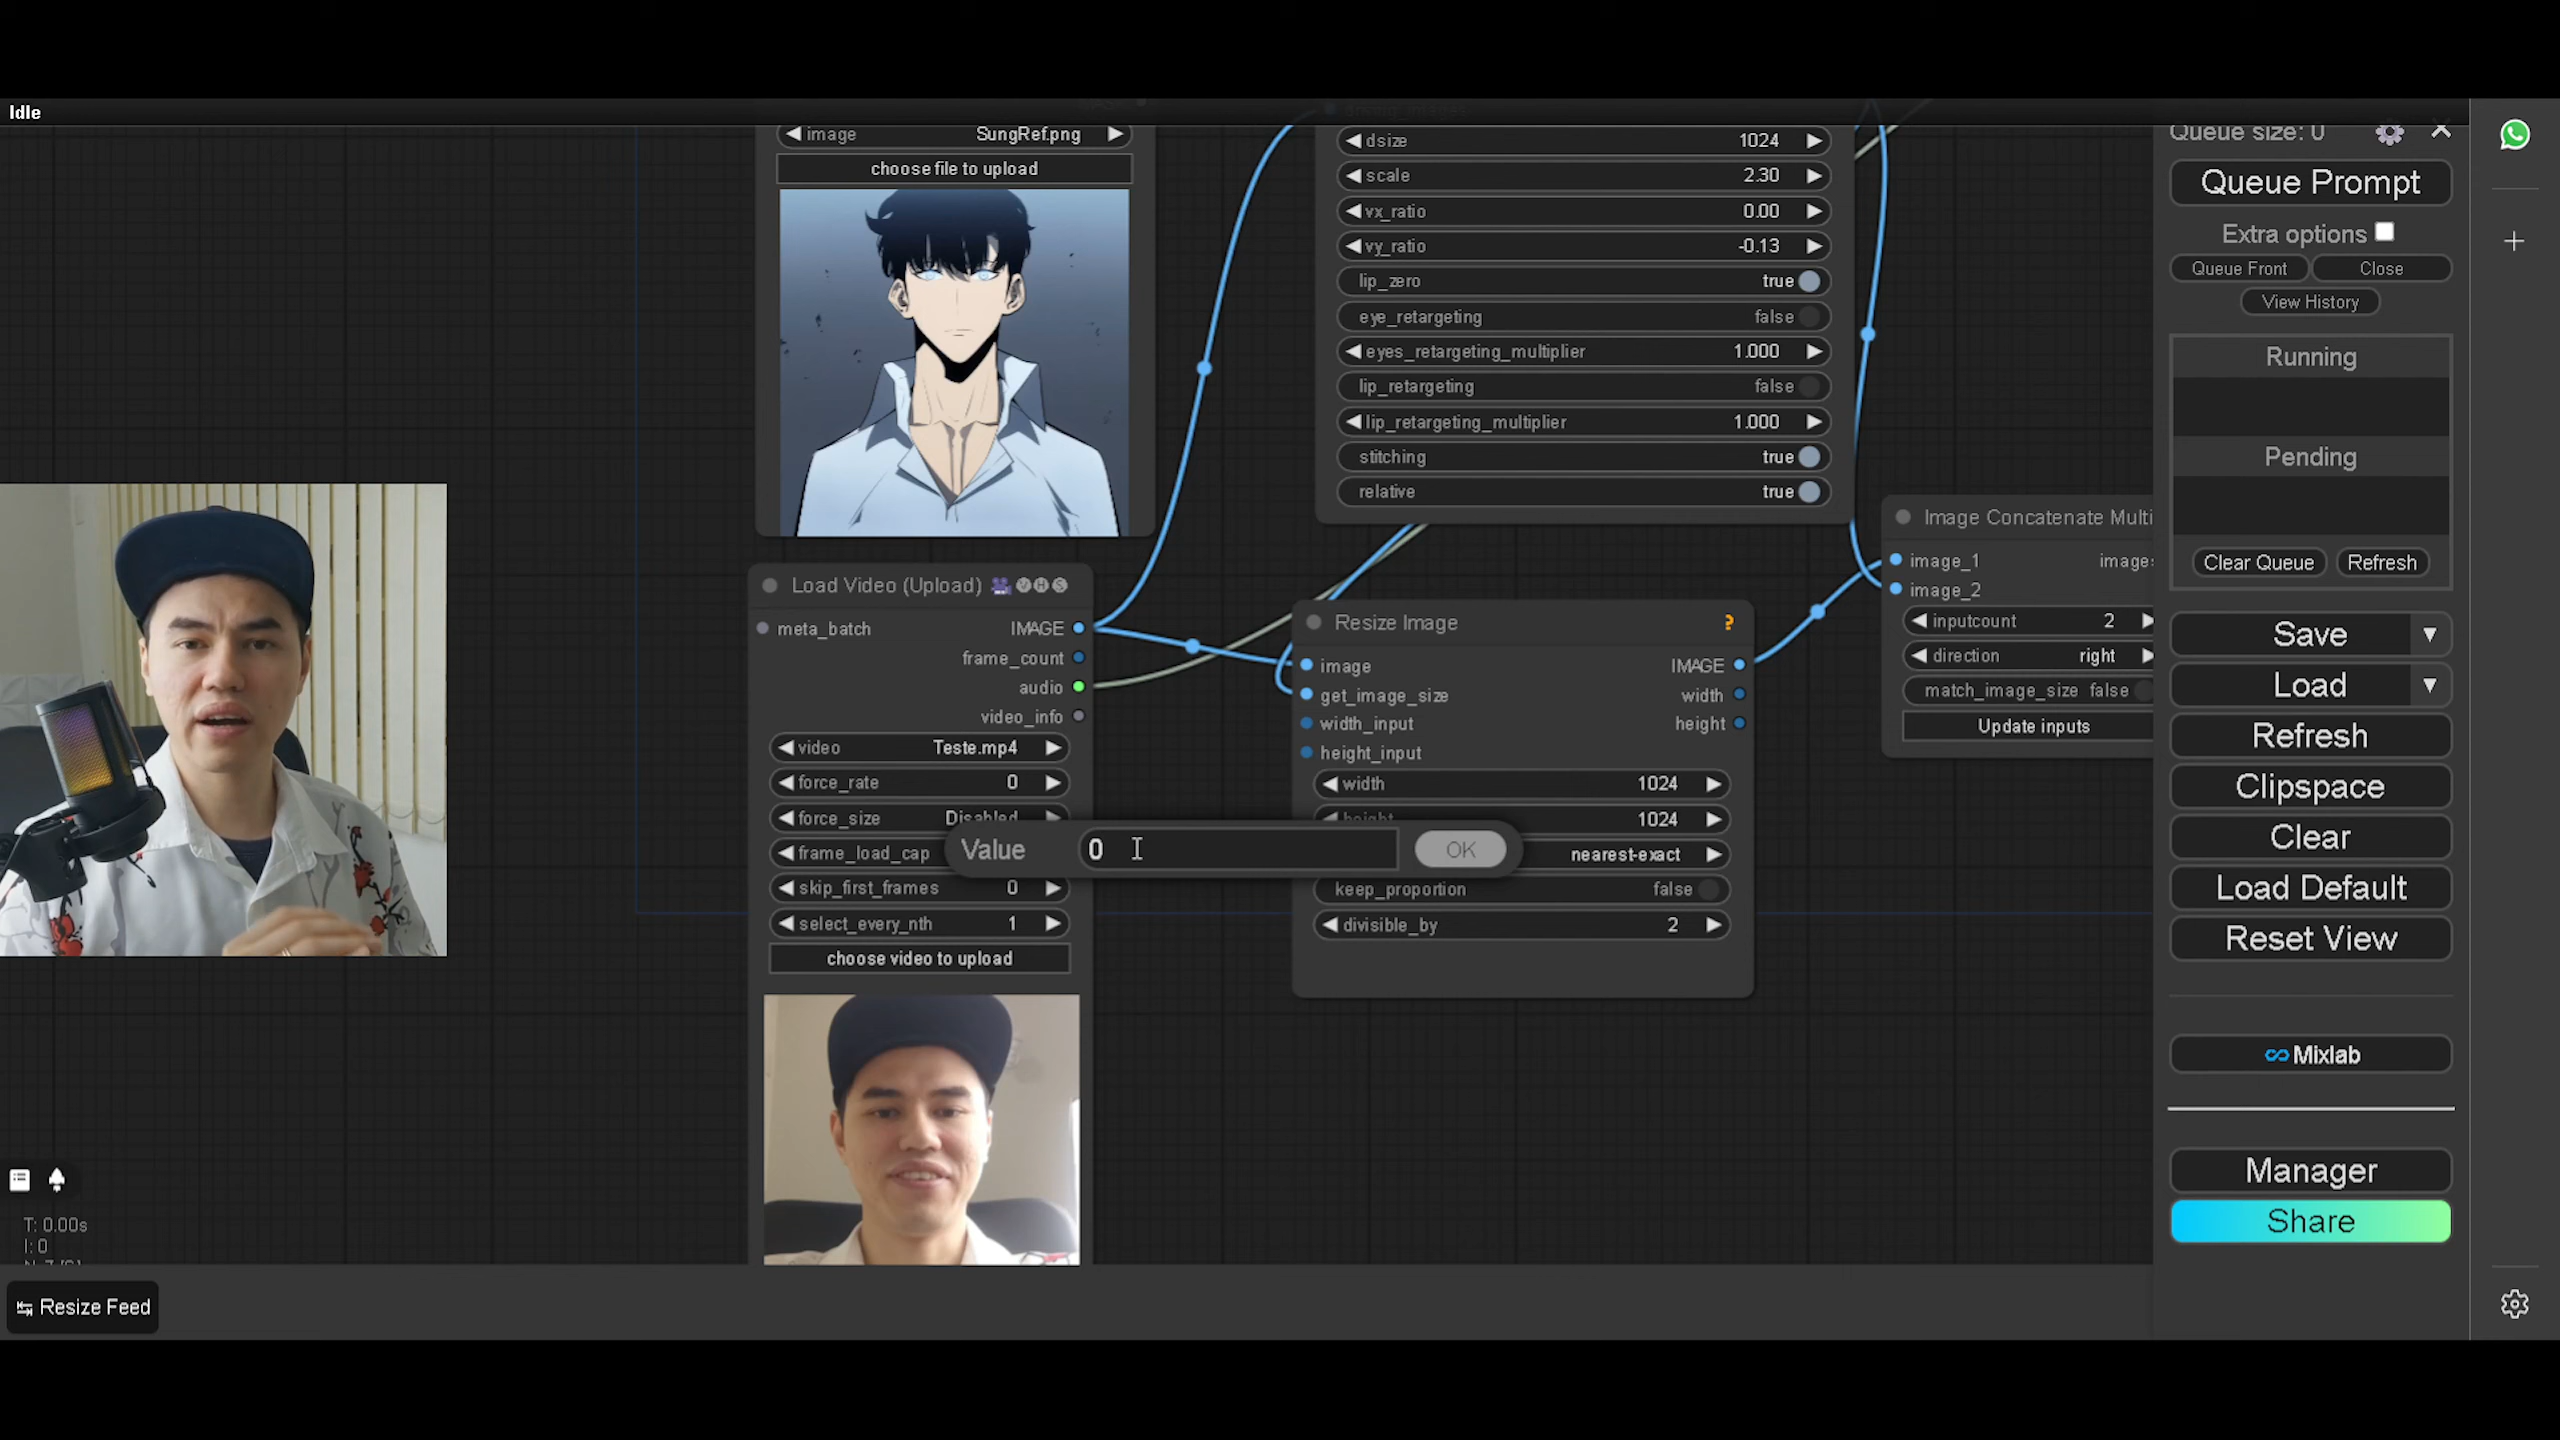 Idle
image SungRef.png
choose file to upload
dsize 1024
scale 2.30
vx_ratio 0.00
vy_ratio -0.13
lip_zero true
eye_retargeting false
eyes_retargeting_multiplier 1.000
lip_retargeting false
lip_retargeting_multiplier 1.000
stitching true
relative true
Load Video (Upload)
meta_batch IMAGE
frame_count
audio
video_info
video Teste.mp4
force_rate 0
force_size Disabled
frame_load_cap
skip_first_frames 0
select_every_nth 1
choose video to upload
Value 0 OK
Resize Image ?
image IMAGE
get_image_size width
width_input height
height_input
width 1024
height 1024
nearest-exact
keep_proportion false
divisible_by 2
Image Concatenate Multi
image_1 images
image_2
inputcount 2
direction right
match_image_size false
Update inputs
Queue size: 0
Queue Prompt
Extra options
Queue Front Close
View History
Running
Pending
Clear Queue Refresh
Save
Load
Refresh
Clipspace
Clear
Load Default
Reset View
Mixlab
Manager
Share
T: 0.00s
I: 0
Resize Feed